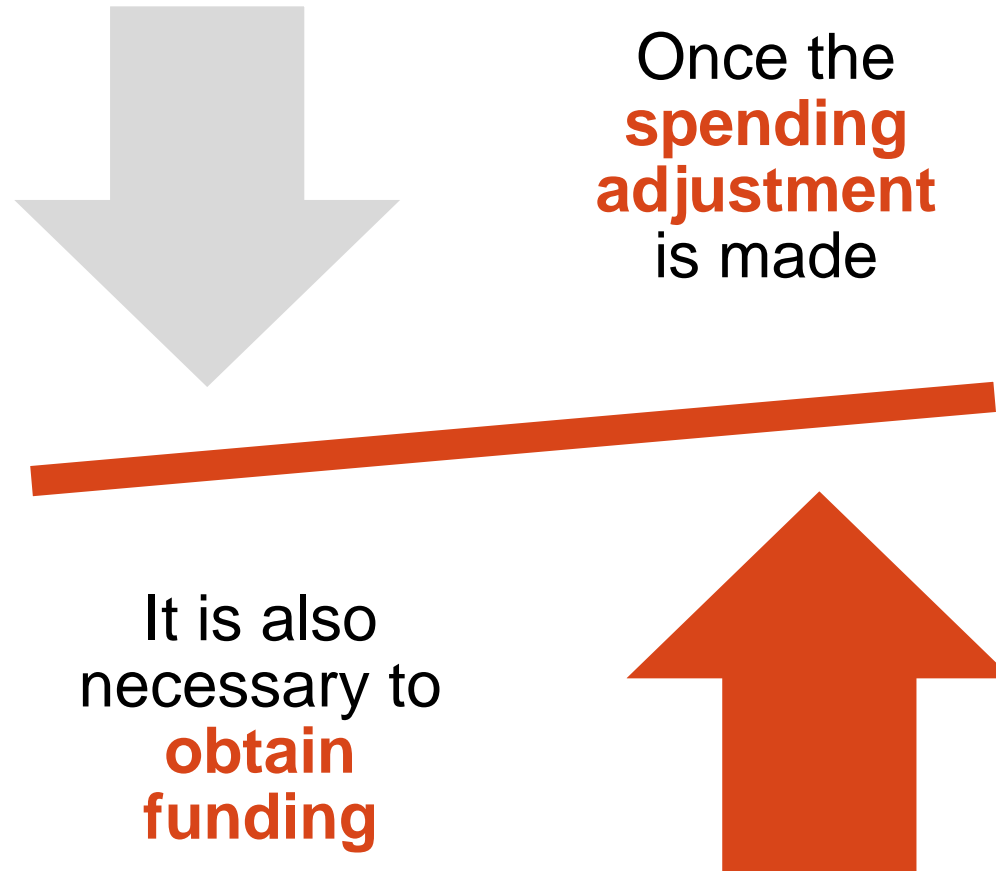 Once the
spending
adjustment
is made
It is also
necessary to
obtain
funding